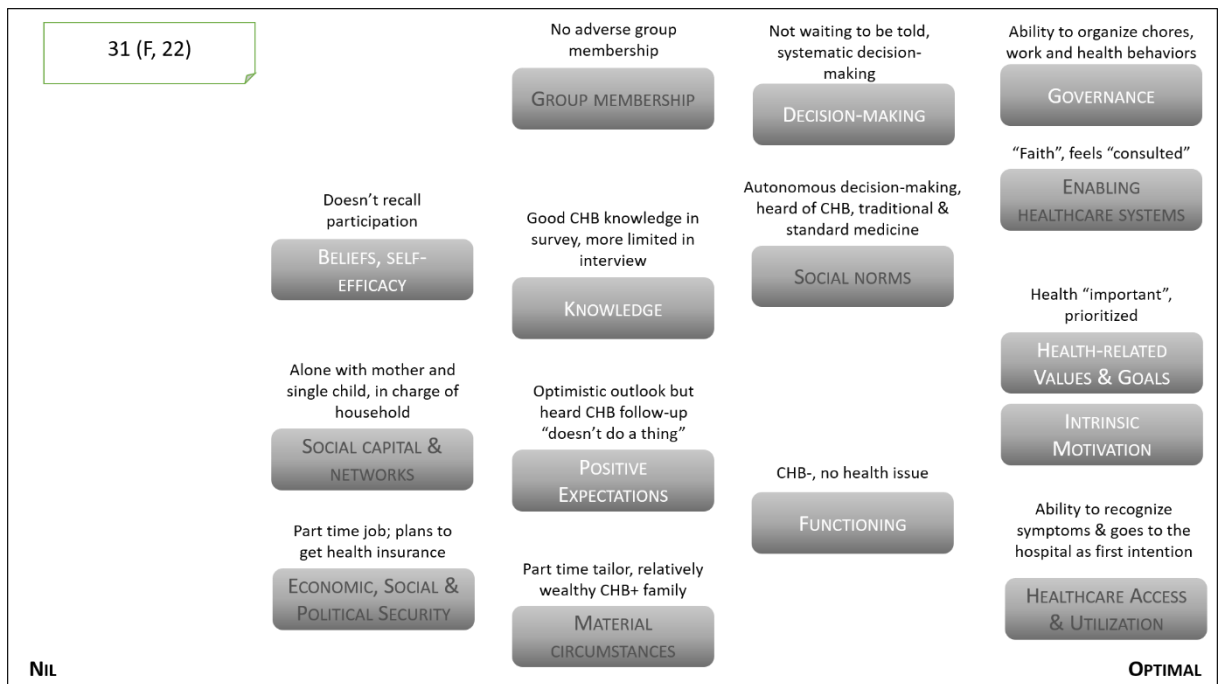 31 (F, 22)
No adverse group
membership
GROUP MEMBERSHIP
Not waiting to be told,
systematic decision-
making
DECISION-MAKING
Ability to organize chores,
work and health behaviors
GOVERNANCE
"Faith", feels "consulted"
ENABLING
HEALTHCARE SYSTEMS
Doesn't recall
participation
BELIEFS, SELF-
EFFICACY
Good CHB knowledge in
survey, more limited in
interview
KNOWLEDGE
Autonomous decision-making,
heard of CHB, traditional &
standard medicine
SOCIAL NORMS
Health "important",
prioritized
HEALTH-RELATED
VALUES & GOALS
INTRINSIC
MOTIVATION
Alone with mother and
single child, in charge of
household
SOCIAL CAPITAL &
NETWORKS
Optimistic outlook but
heard CHB follow-up
"doesn't do a thing"
POSITIVE
EXPECTATIONS
CHB-, no health issue
FUNCTIONING
Ability to recognize
symptoms & goes to the
hospital as first intention
HEALTHCARE ACCESS
& UTILIZATION
Part time job; plans to
get health insurance
ECONOMIC, SOCIAL &
POLITICAL SECURITY
Part time tailor, relatively
wealthy CHB+ family
MATERIAL
CIRCUMSTANCES
NIL
OPTIMAL